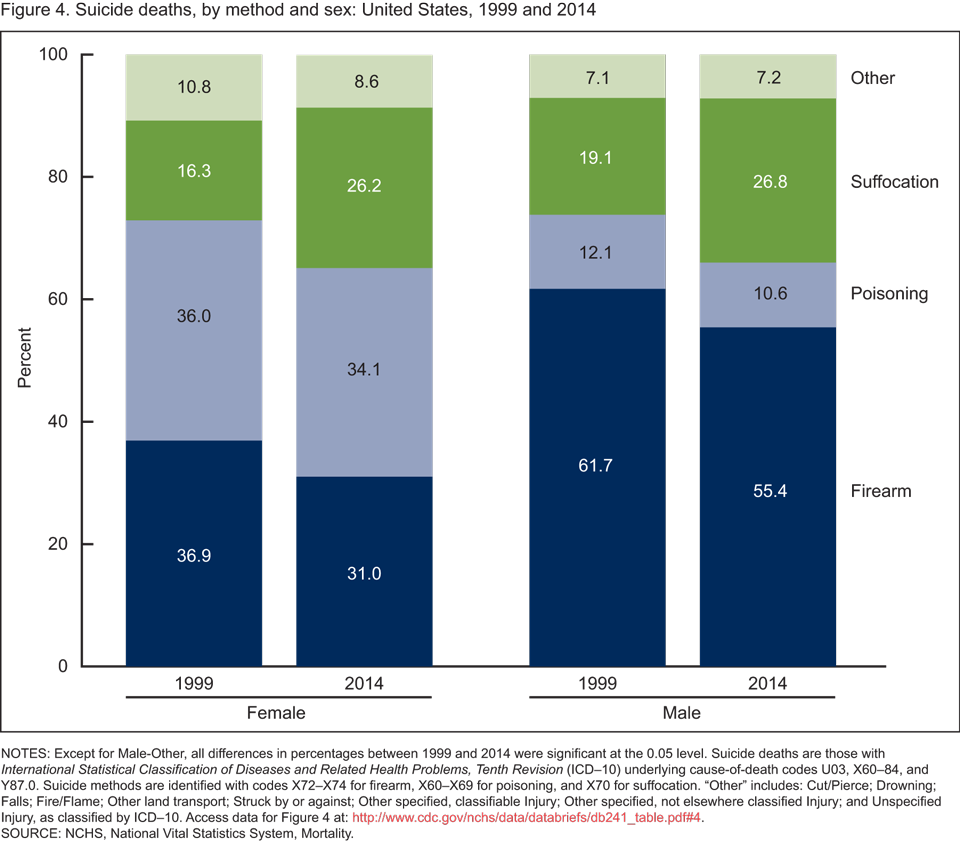 Figure 4. Suicide deaths, by method and sex: United States, 1999 and 2014
100
80
60
40
20
0
Percent
10.8
16.3
36.0
36.9
8.6
26.2
34.1
31.0
7.1
19.1
12.1
61.7
7.2
26.8
10.6
55.4
Other
Suffocation
Poisoning
Firearm
1999
2014
1999
2014
Female
Male
NOTES: Except for Male-Other, all differences in percentages between 1999 and 2014 were significant at the 0.05 level. Suicide deaths are those with
International Statistical Classification of Diseases and Related Health Problems, Tenth Revision (ICD–10) underlying cause-of-death codes U03, X60–84, and
Y87.0. Suicide methods are identified with codes X72–X74 for firearm, X60–X69 for poisoning, and X70 for suffocation. “Other” includes: Cut/Pierce; Drowning;
Falls; Fire/Flame; Other land transport; Struck by or against; Other specified, classifiable Injury; Other specified, not elsewhere classified Injury; and Unspecified
Injury, as classified by ICD–10. Access data for Figure 4 at: http://www.cdc.gov/nchs/data/databriefs/db241_table.pdf#4.
SOURCE: NCHS, National Vital Statistics System, Mortality.